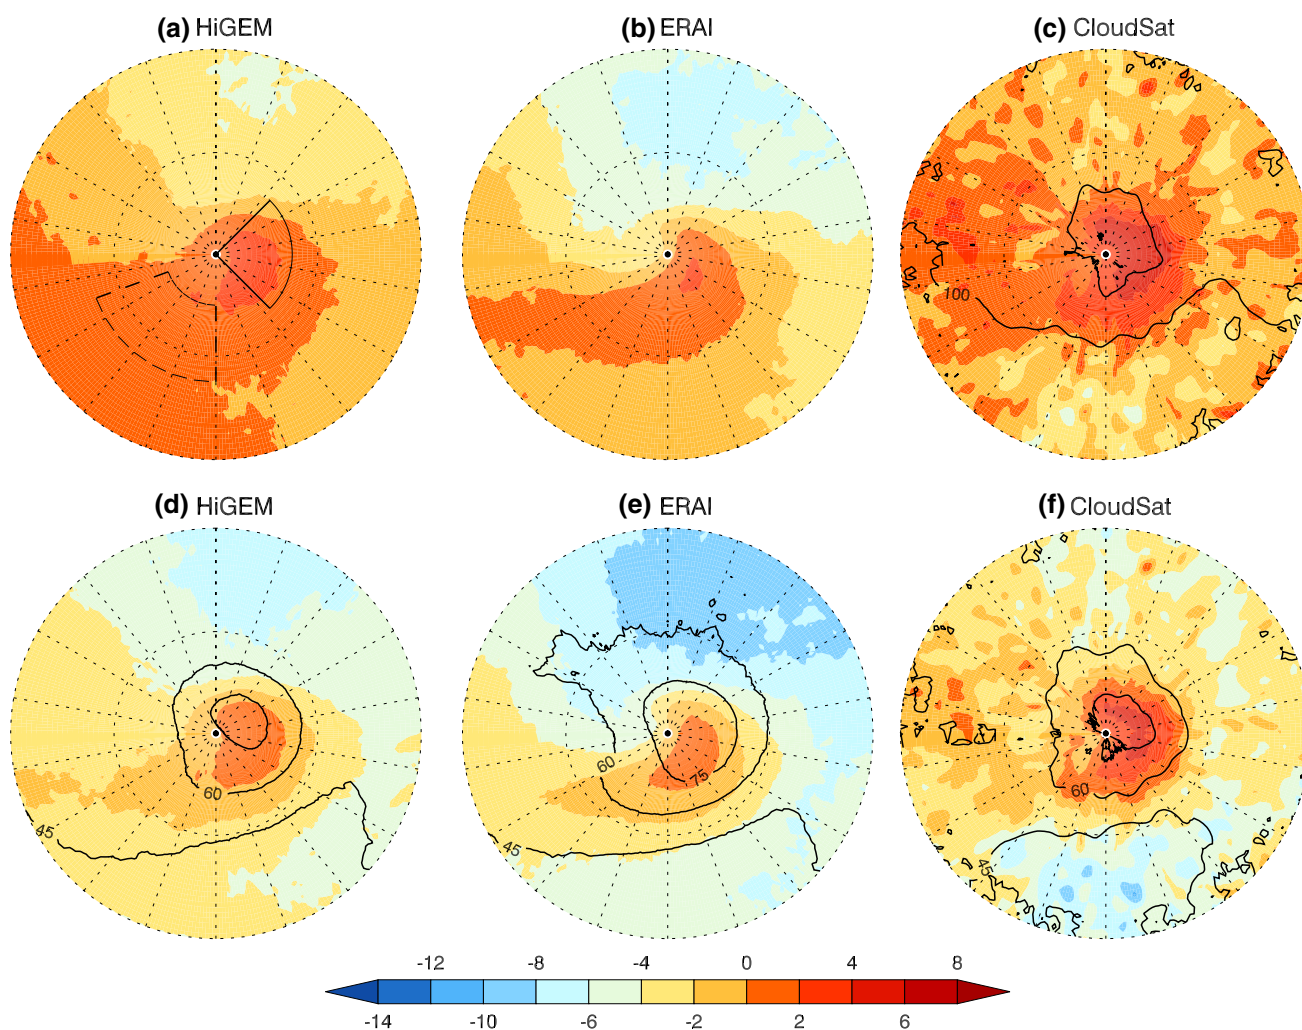 (a) HiGEM
(b) ERAI
(c) CloudSat
100
(d) HiGEM
(e) ERAI
(f) CloudSat
60
45
60
75
45
60
45
-12 -8 -4 0 4 8
-14 -10 -6 -2 2 6